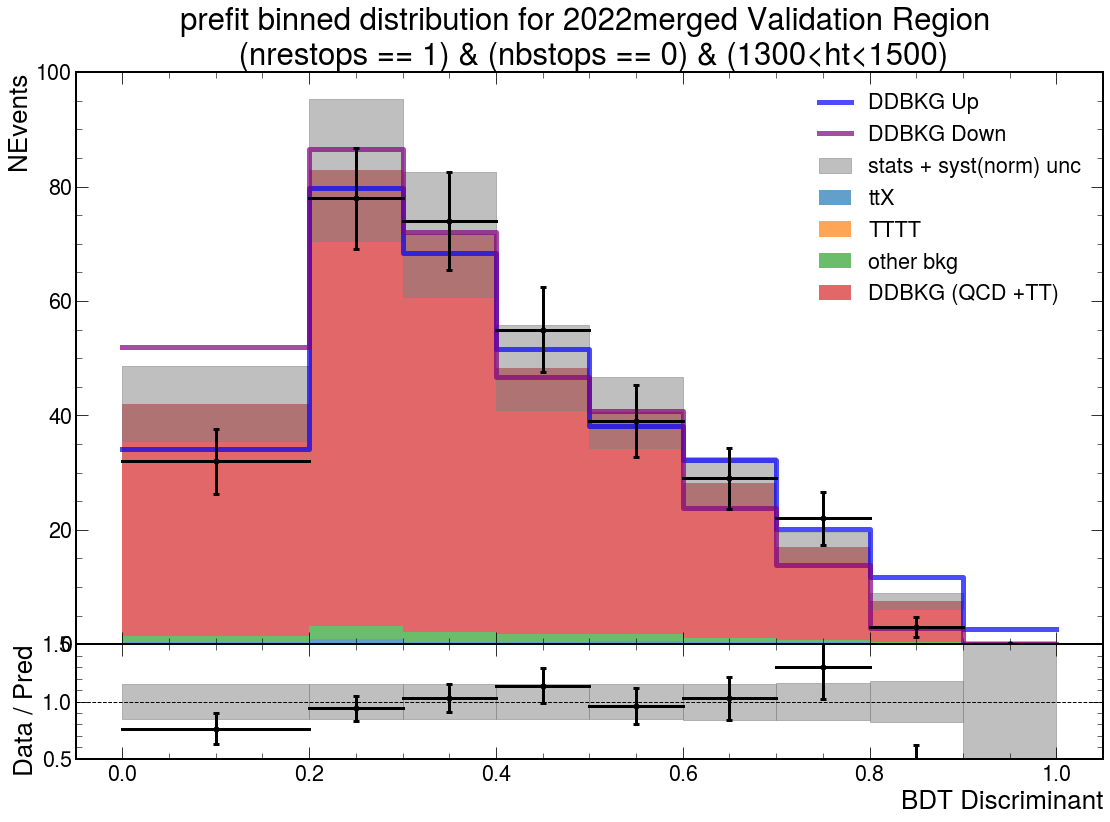 prefit binned distribution for 2022merged Validation Region
(nrestops == 1) & (nbstops == 0) & (1300<ht<1500)
NEvents
100
80
60
40
20
0
DDBKG Up
DDBKG Down
stats + syst(norm) unc
ttX
TTTT
other bkg
DDBKG (QCD +TT)
Data / Pred
1.5
1.0
0.5
0.0 0.2 0.4 0.6 0.8 1.0
BDT Discriminant